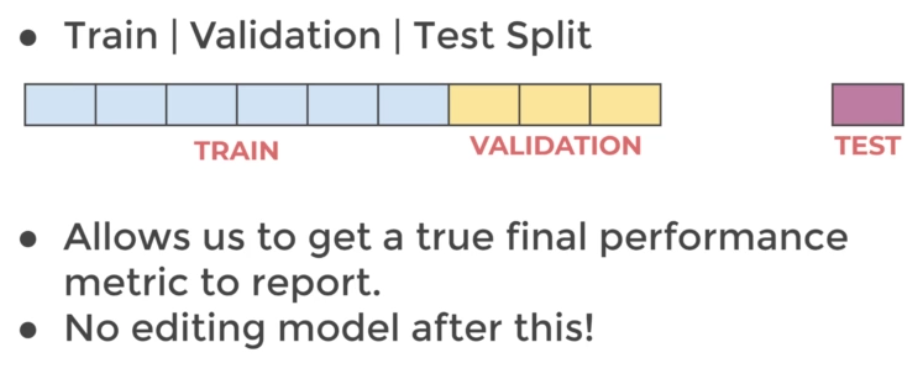 ● Train | Validation | Test Split
TRAIN
VALIDATION
TEST
● Allows us to get a true final performance
metric to report.
● No editing model after this!